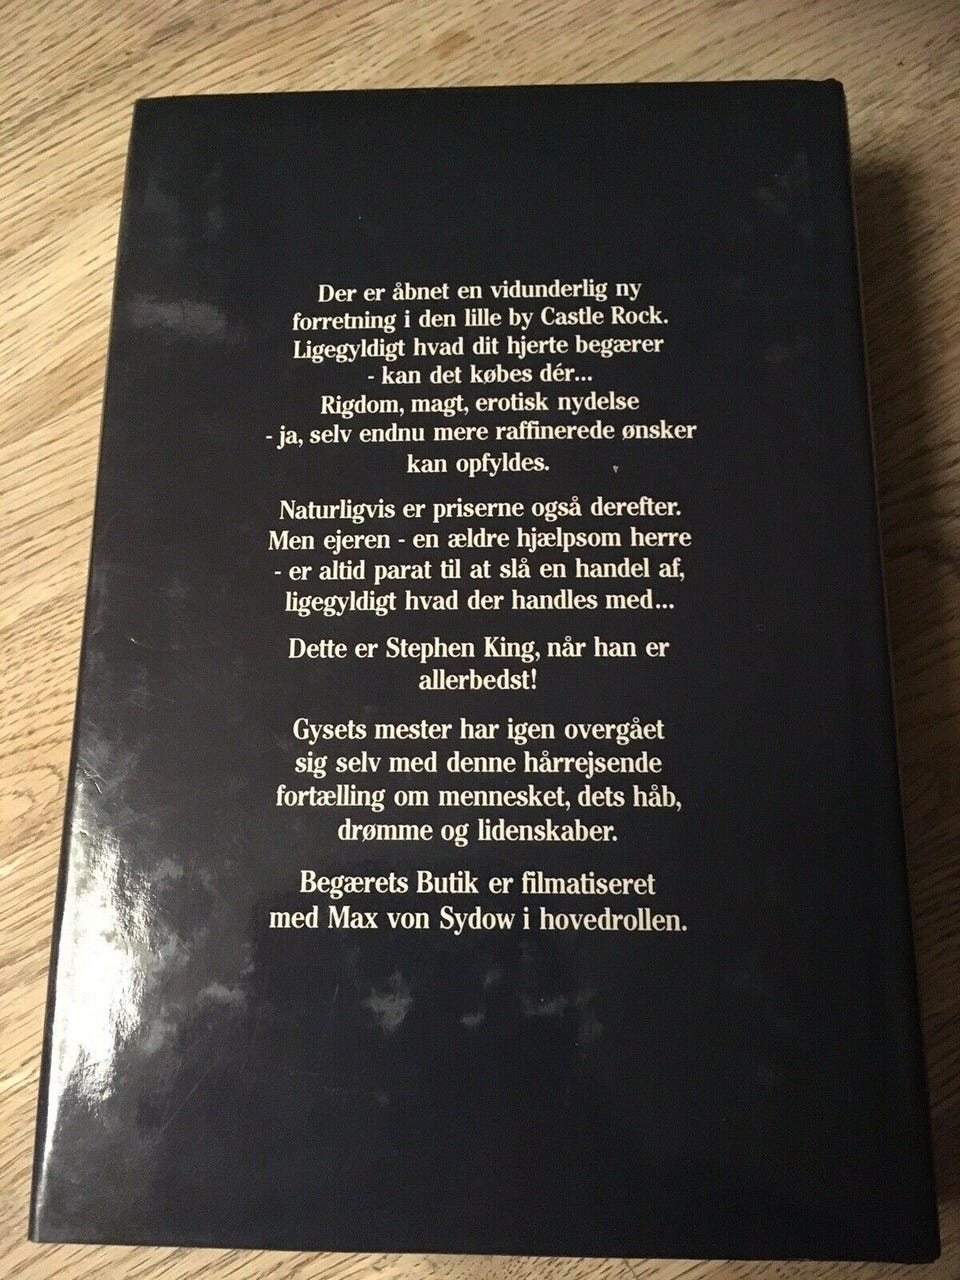 Der er åbnet en vidunderlig ny
forretning i den lille by Castle Rock.
Ligegyldigt hvad dit hjerte begærer
- kan det købes dér...
Rigdom, magt, erotisk nydelse
- ja, selv endnu mere raffinerede ønsker
kan opfyldes.
Naturligvis er priserne også derefter.
Men ejeren - en ældre hjælpsom herre
- er altid parat til at slå en handel af,
ligegyldigt hvad der handles med...
Dette er Stephen King, når han er
allerbedst!
Gysets mester har igen overgået
sig selv med denne hårrejsende
fortælling om mennesket, dets håb,
drømme og lidenskaber.
Begærets Butik er filmatiseret
med Max von Sydow i hovedrollen.